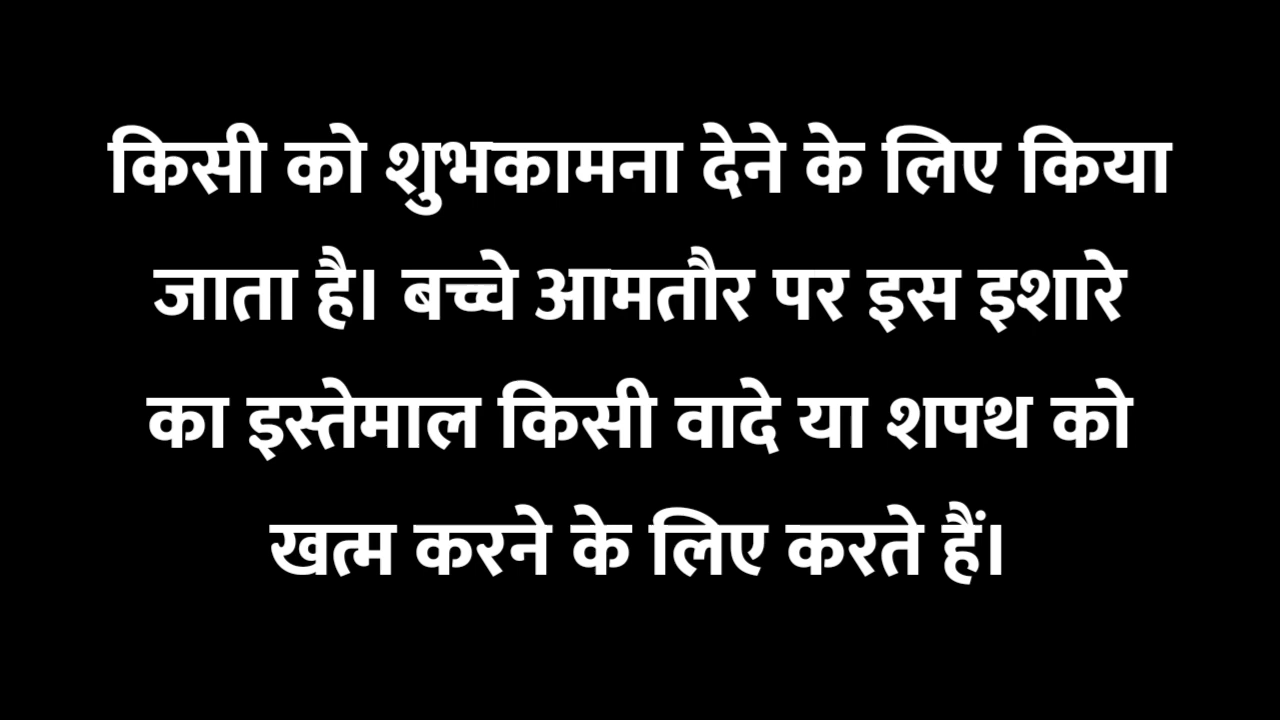 किसी को शुभकामना देने के लिए किया
जाता है। बच्चे आमतौर पर इस इशारे
का इस्तेमाल किसी वादे या शपथ को
खत्म करने के लिए करते हैं।